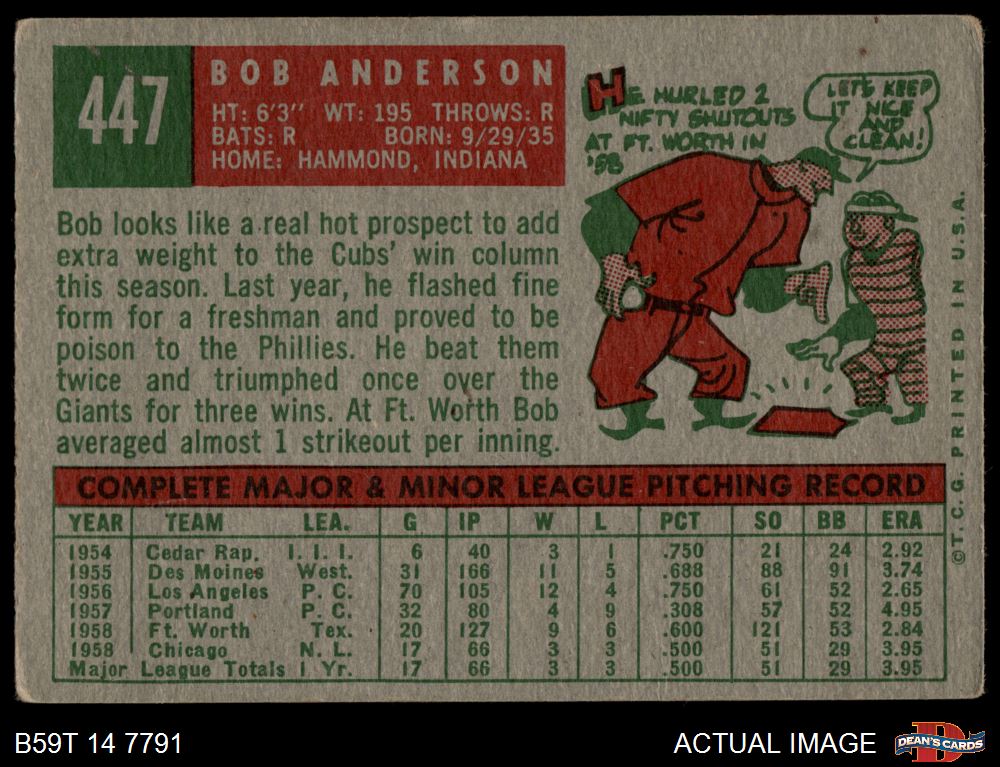 447
BOB ANDERSON
HT: 6'3" WT: 195 THROWS: R
BATS: R BORN: 9/29/35
HOME: HAMMOND, INDIANA
HE HURLED 2
NIFTY SHUTOUTS
AT FT. WORTH IN
'58
LET'S KEEP
IT NICE
AND
CLEAN!
Bob looks like a real hot prospect to add
extra weight to the Cubs' win column
this season. Last year, he flashed fine
form for a freshman and proved to be
poison to the Phillies. He beat them
twice and triumphed once over the
Giants for three wins. At Ft. Worth Bob
averaged almost 1 strikeout per inning.
COMPLETE MAJOR & MINOR LEAGUE PITCHING RECORD
YEAR TEAM LEA. G IP W L PCT SO BB ERA
1954 Cedar Rap. I. I. I. 6 40 3 1 .750 21 24 2.92
1955 Des Moines West. 31 166 11 5 .688 88 91 3.74
1956 Los Angeles P. C. 70 105 12 4 .750 61 52 2.65
1957 Portland P. C. 32 80 4 9 .308 57 52 4.95
1958 Ft. Worth Tex. 20 127 9 6 .600 121 53 2.84
1958 Chicago N. L. 17 66 3 3 .500 51 29 3.95
Major League Totals 1 Yr. 17 66 3 3 .500 51 29 3.95
©T. C. G. PRINTED IN U.S.A.
B59T 14 7791
ACTUAL IMAGE
D
DEAN'S CARDS